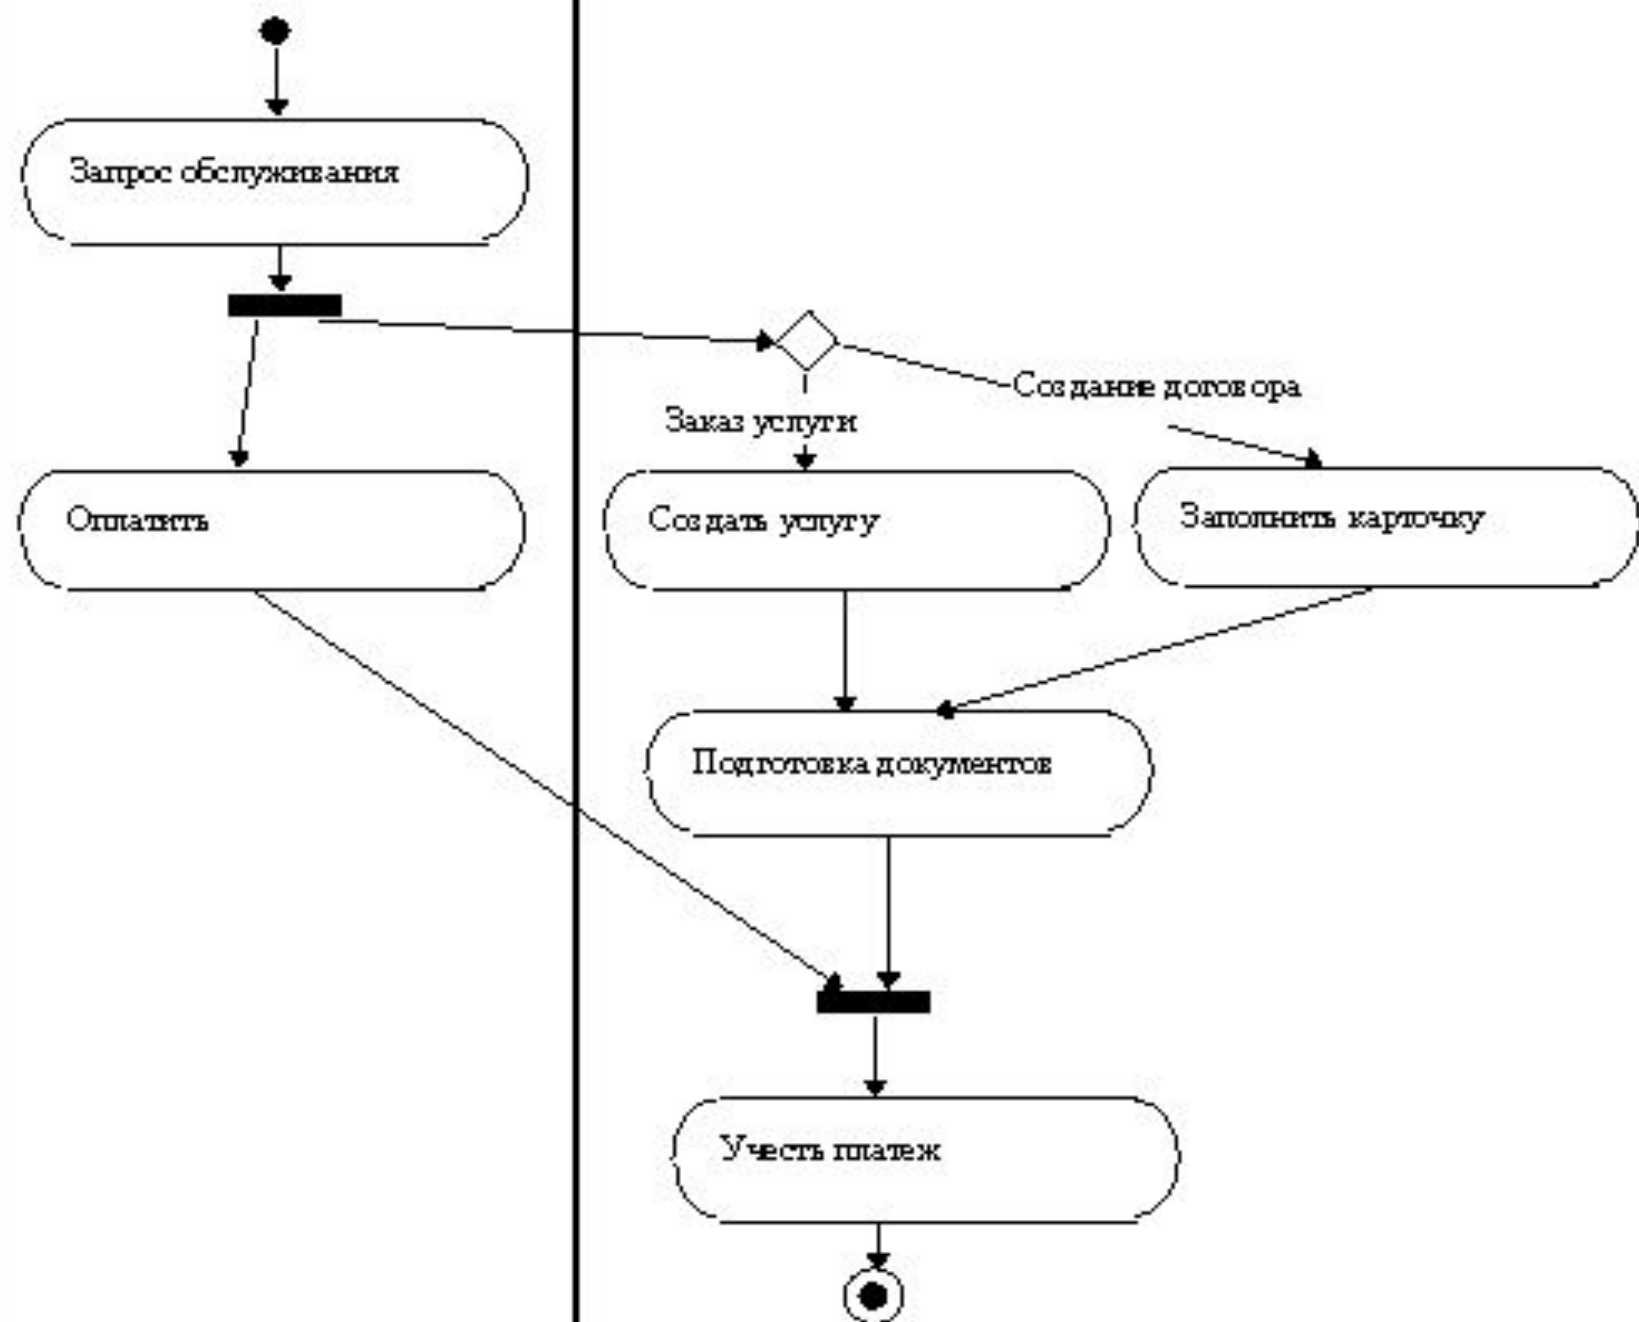 Запрос обслуживания
Создание договора
Заказ услуги
Оплатить
Создать услугу
Заполнить карточку
Подготовка документов
Учесть платеж